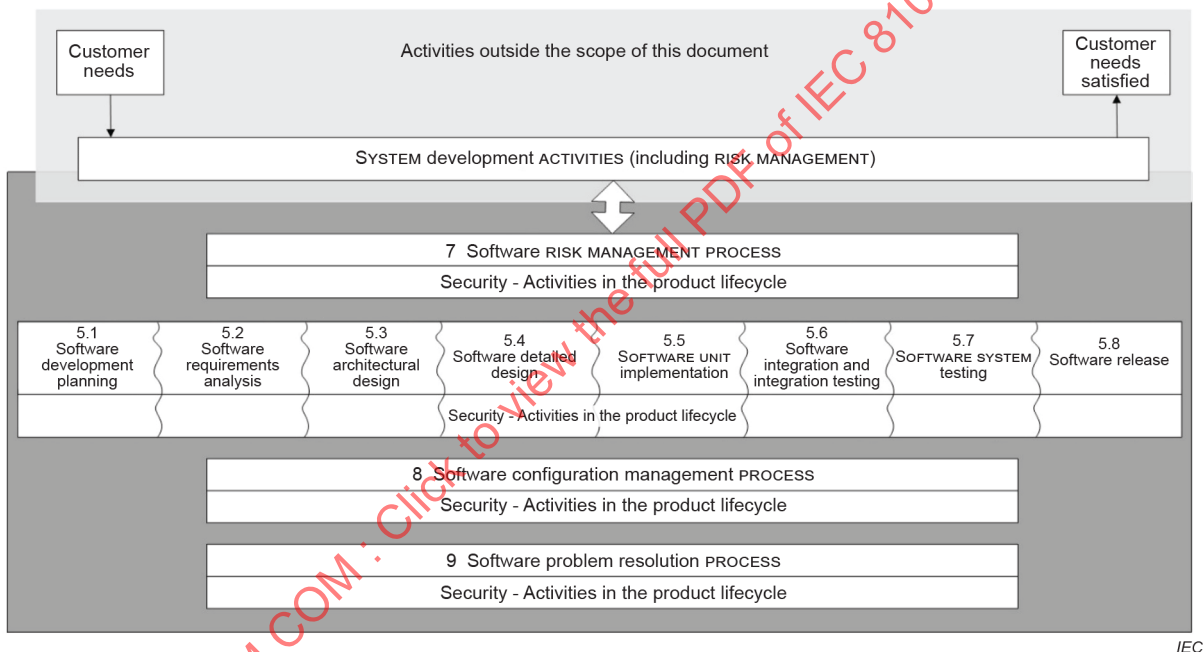 Customer
needs
Activities outside the scope of this document
Customer
needs
satisfied
SYSTEM development ACTIVITIES (including RISK MANAGEMENT)
7 Software RISK MANAGEMENT PROCESS
Security - Activities in the product lifecycle
5.1
Software
development
planning
5.2
Software
requirements
analysis
5.3
Software
architectural
design
5.4
Software detailed
design
5.5
SOFTWARE UNIT
implementation
5.6
Software
integration and
integration testing
5.7
SOFTWARE SYSTEM
testing
5.8
Software release
Security - Activities in the product lifecycle
8 Software configuration management PROCESS
Security - Activities in the product lifecycle
9 Software problem resolution PROCESS
Security - Activities in the product lifecycle
IEC
COM : Click to view the full PDF of IEC 810